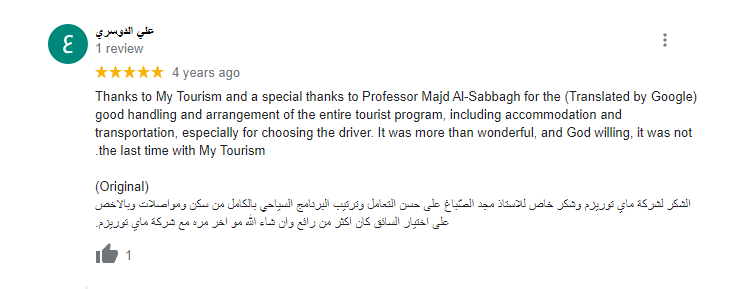 علي الدوسري
1 review
4 years ago
Thanks to My Tourism and a special thanks to Professor Majd Al-Sabbagh for the (Translated by Google)
good handling and arrangement of the entire tourist program, including accommodation and
transportation, especially for choosing the driver. It was more than wonderful, and God willing, it was not
.the last time with My Tourism
(Original)
الشكر لشركة ماي توريزم وشكر خاص للاستاذ مجد الصّباغ على حسن التعامل وترتيب البرنامج السياحي بالكامل من سكن ومواصلات وبالاخص
على اختيار السائق كان اكثر من رائع وان شاء الله مو اخر مره مع شركة ماي توريزم.
1